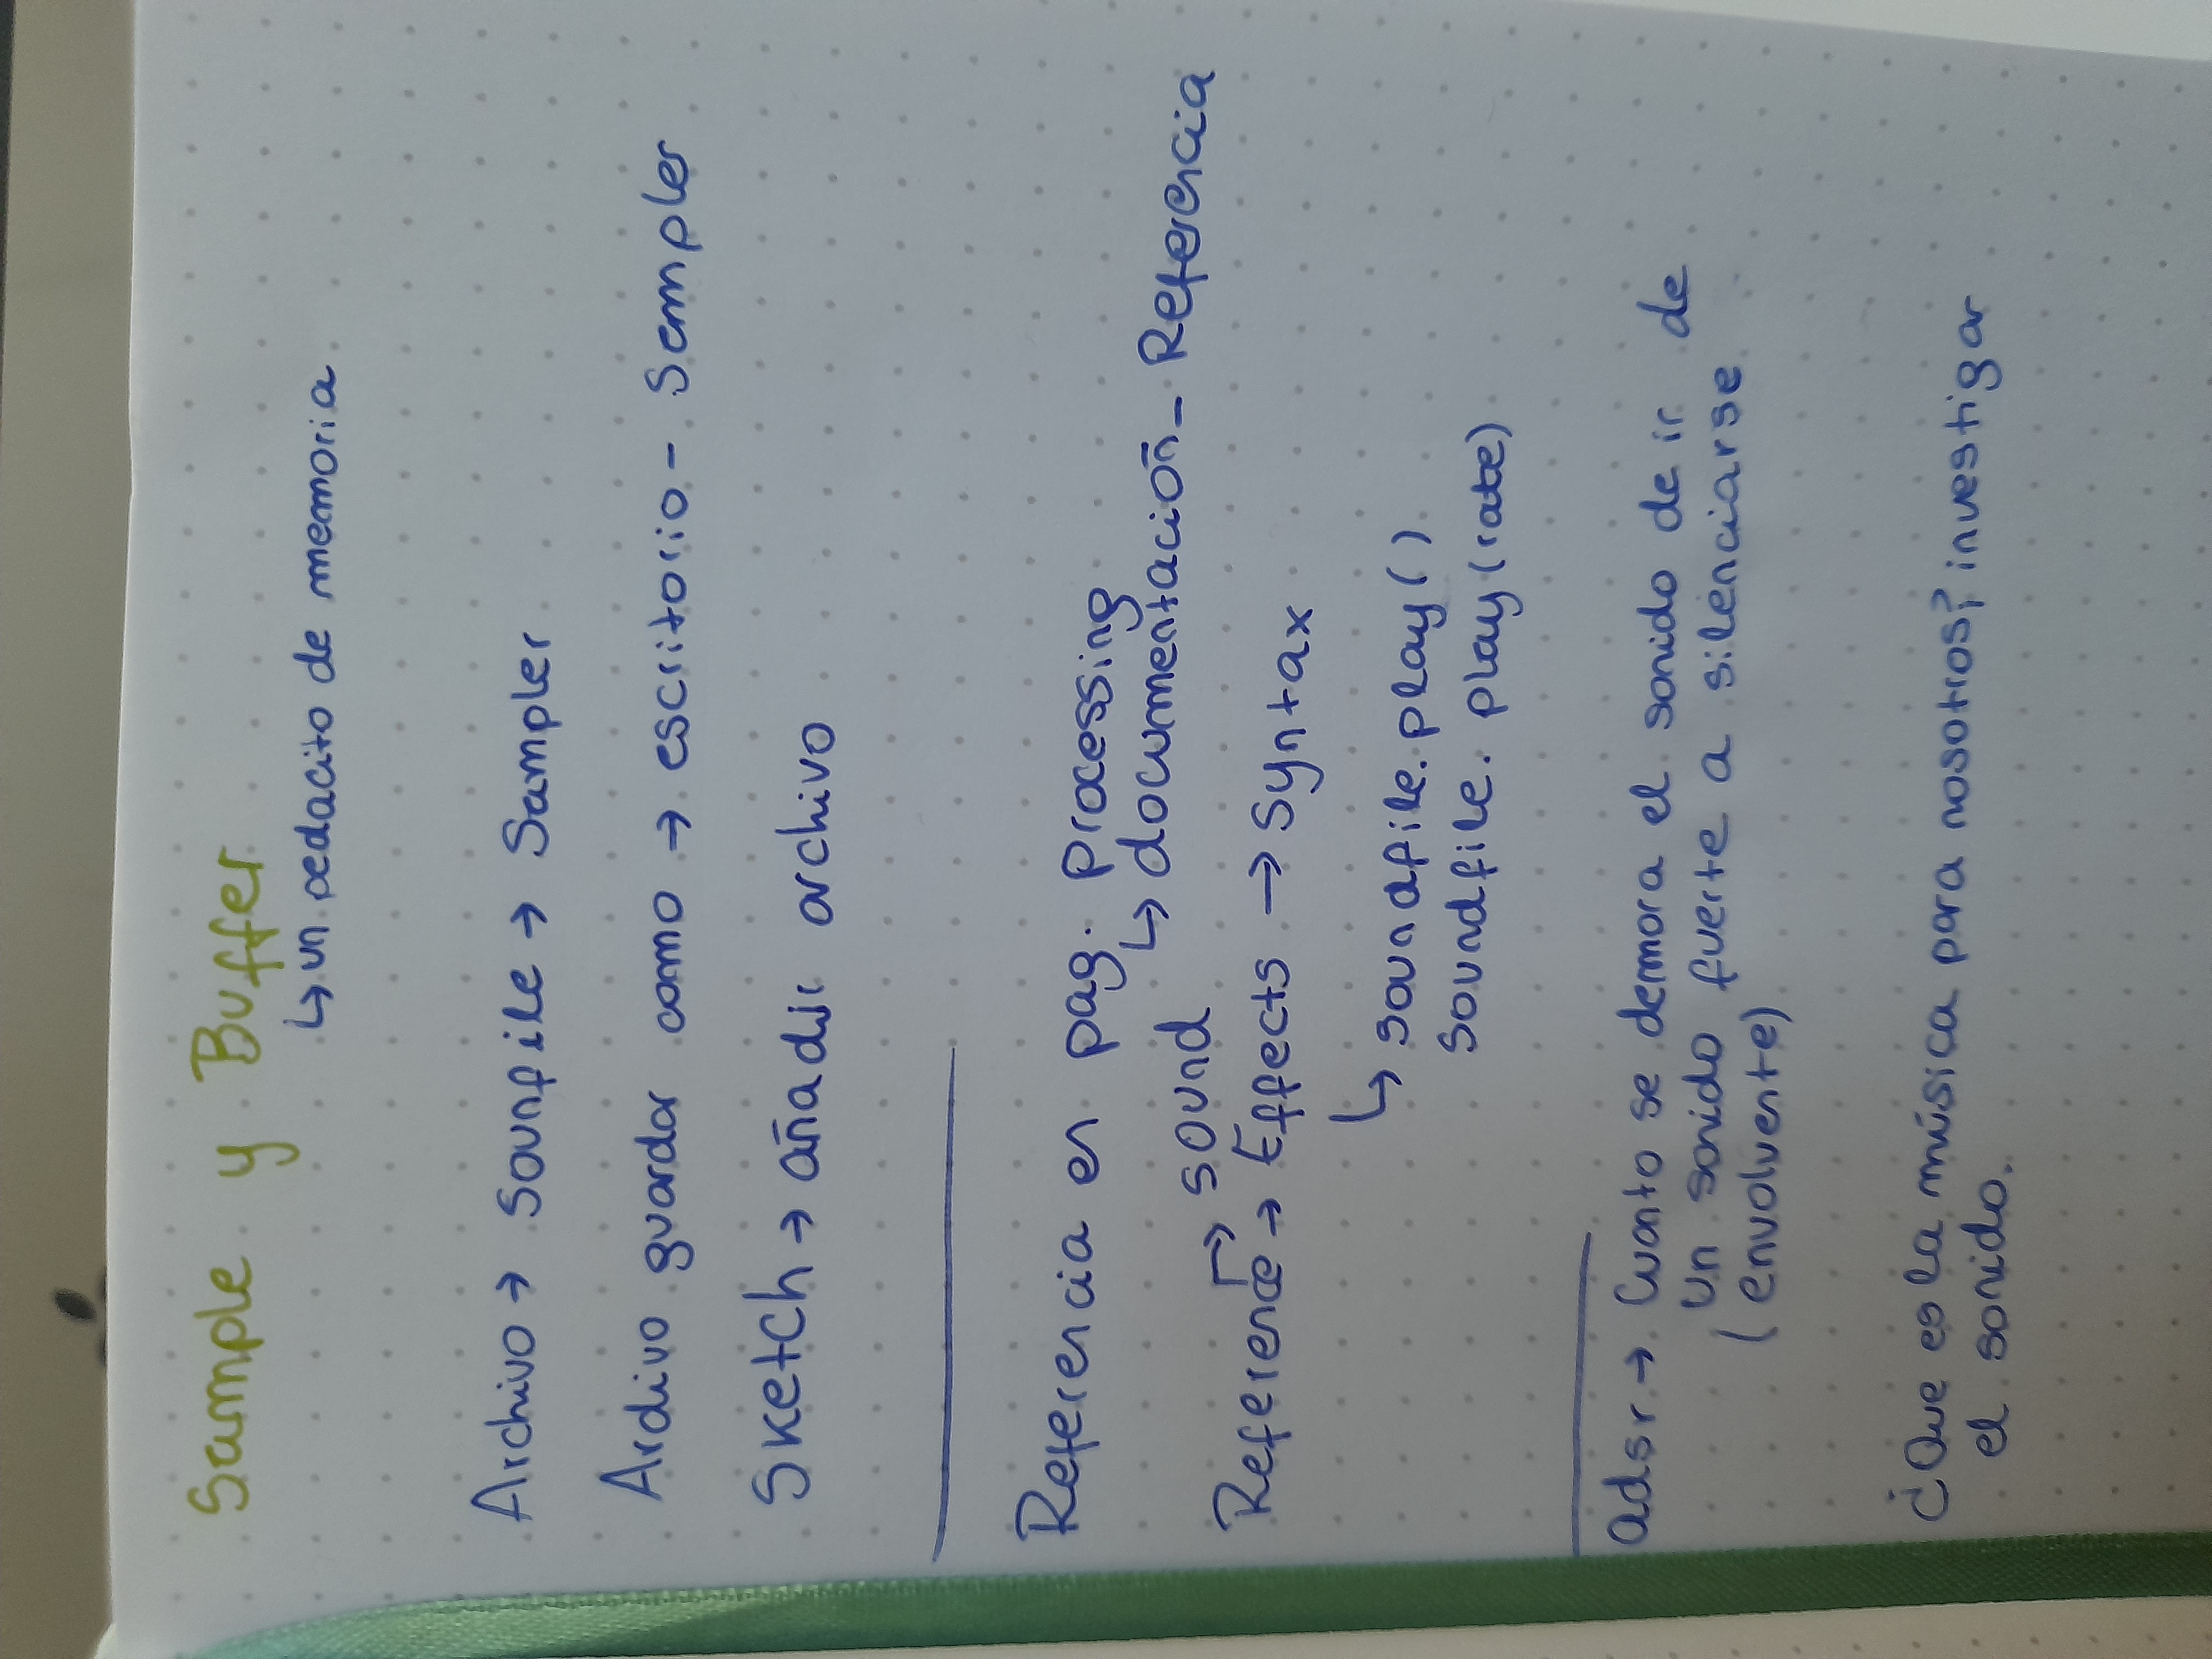 Sample y Buffer
↳ un pedacito de memoria
Archivo → sounfile → Sampler
Ardivo guardar como → escritorio - Sampler
Sketch → añadir archivo
Referencia en pag. processing
↳ documentación - Referencia
↱ sound
Reference → Effects → syntax
↳ soundfile.play()
soundfile.play(rate)
adsr → Cuanto se demora el sonido de ir de
un sonido fuerte a silenciarse
(envolvente)
¿Que es la música para nosotros?, investigar
el sonido.